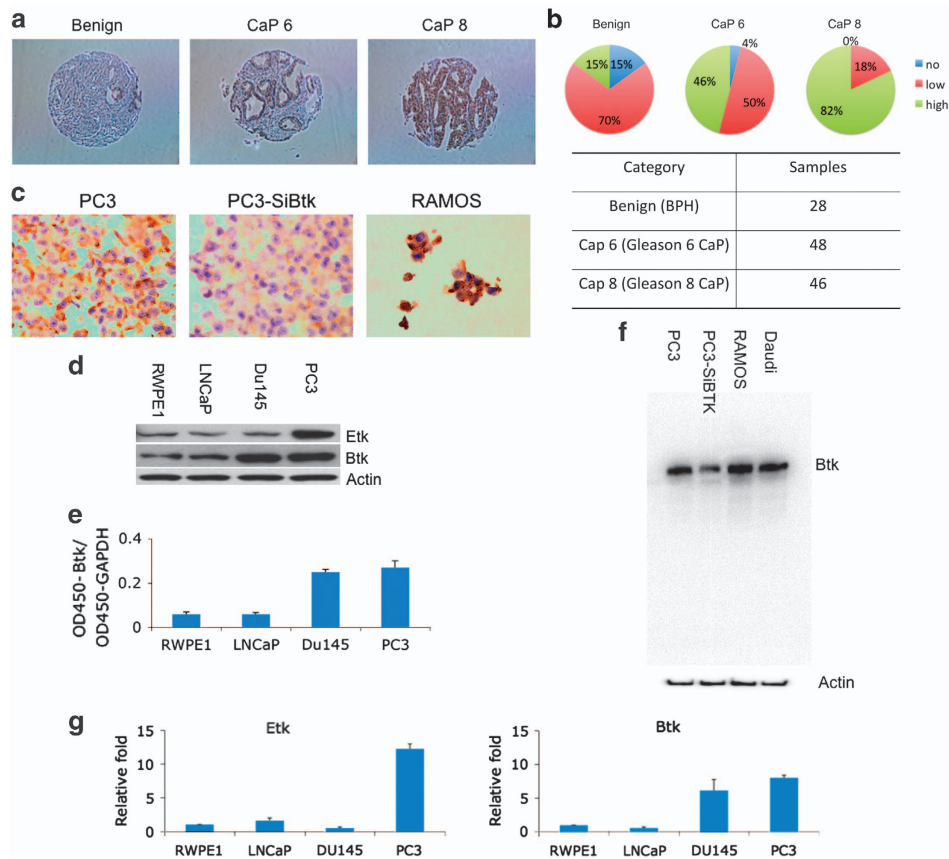 a
Benign
CaP 6
CaP 8
b
Benign
CaP 6
CaP 8
15%
15%
70%
4%
46%
50%
0%
18%
82%
no
low
high
Category Samples
Benign (BPH) 28
Cap 6 (Gleason 6 CaP) 48
Cap 8 (Gleason 8 CaP) 46
c
PC3
PC3-SiBtk
RAMOS
d
RWPE1
LNCaP
Du145
PC3
Etk
Btk
Actin
e
OD450-Btk/
OD450-GAPDH
0.4
0.2
0
RWPE1
LNCaP
Du145
PC3
f
PC3
PC3-SiBTK
RAMOS
Daudi
Btk
Actin
g
Etk
Relative fold
15
10
5
0
RWPE1
LNCaP
DU145
PC3
Btk
Relative fold
15
10
5
0
RWPE1
LNCaP
DU145
PC3